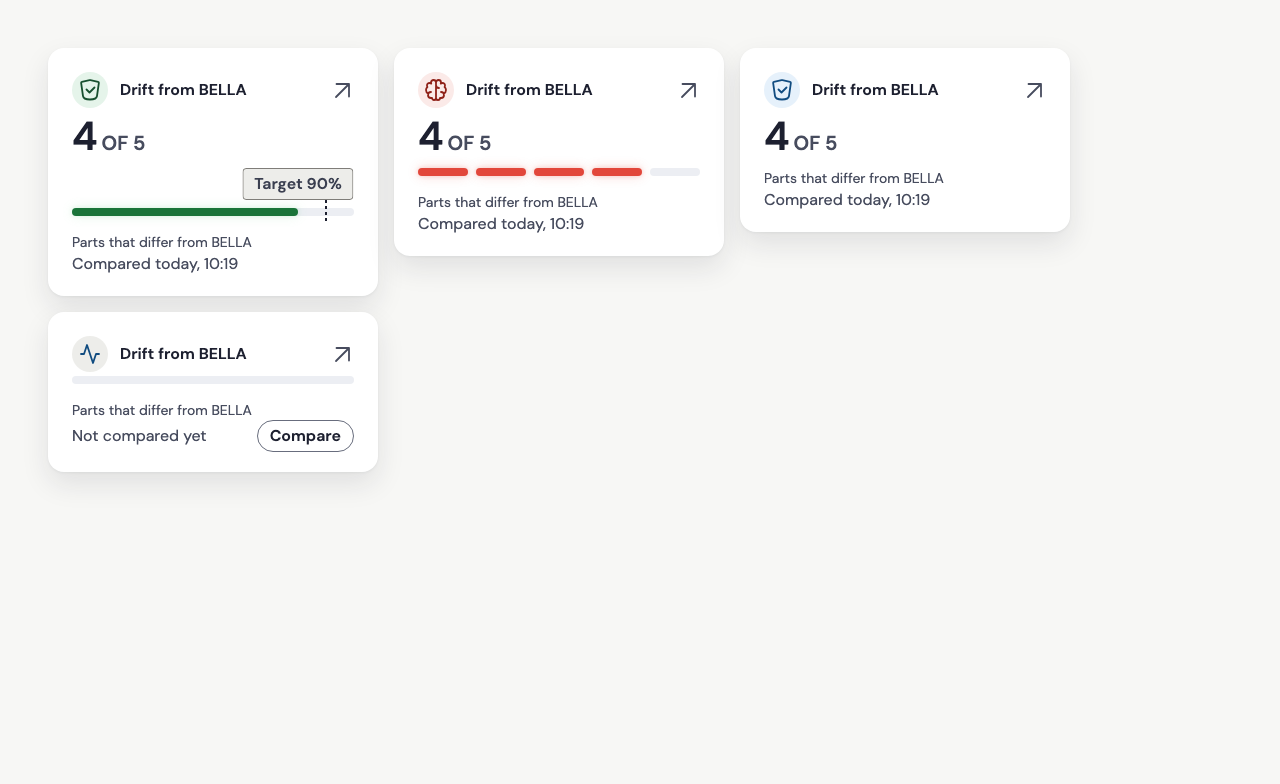 Drift from BELLA
4 OF 5
Target 90%
Parts that differ from BELLA
Compared today, 10:19
Drift from BELLA
4 OF 5
Parts that differ from BELLA
Compared today, 10:19
Drift from BELLA
4 OF 5
Parts that differ from BELLA
Compared today, 10:19
Drift from BELLA
Parts that differ from BELLA
Not compared yet
Compare